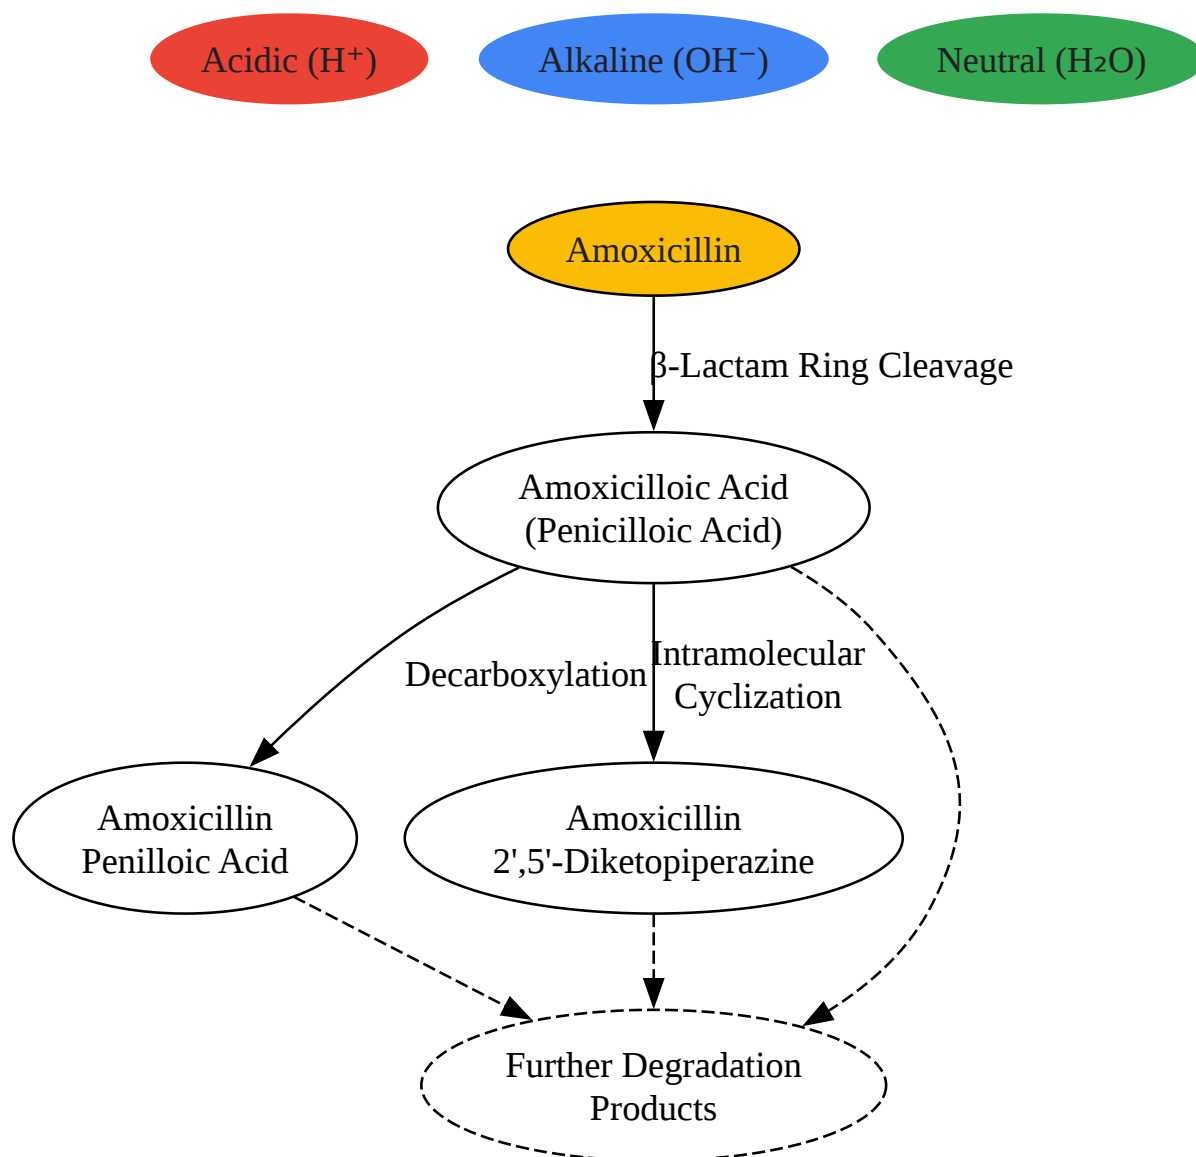 Acidic (H⁺)
Alkaline (OH⁻)
Neutral (H₂O)
Amoxicillin
β-Lactam Ring Cleavage
Amoxicilloic Acid
(Penicilloic Acid)
Decarboxylation
Intramolecular
Cyclization
Amoxicillin
Penilloic Acid
Amoxicillin
2',5'-Diketopiperazine
Further Degradation
Products